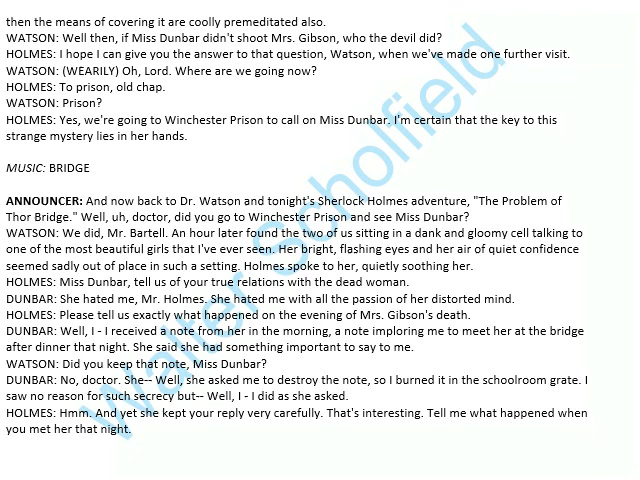 then the means of covering it are coolly premeditated also.
WATSON: Well then, if Miss Dunbar didn't shoot Mrs. Gibson, who the devil did?
HOLMES: I hope I can give you the answer to that question, Watson, when we've made one further visit.
WATSON: (WEARILY) Oh, Lord. Where are we going now?
HOLMES: To prison, old chap.
WATSON: Prison?
HOLMES: Yes, we're going to Winchester Prison to call on Miss Dunbar. I'm certain that the key to this
strange mystery lies in her hands.
MUSIC: BRIDGE
ANNOUNCER: And now back to Dr. Watson and tonight's Sherlock Holmes adventure, "The Problem of
Thor Bridge." Well, uh, doctor, did you go to Winchester Prison and see Miss Dunbar?
WATSON: We did, Mr. Bartell. An hour later found the two of us sitting in a dank and gloomy cell talking to
one of the most beautiful girls that I've ever seen. Her bright, flashing eyes and her air of quiet confidence
seemed sadly out of place in such a setting. Holmes spoke to her, quietly soothing her.
HOLMES: Miss Dunbar, tell us of your true relations with the dead woman.
DUNBAR: She hated me, Mr. Holmes. She hated me with all the passion of her distorted mind.
HOLMES: Please tell us exactly what happened on the evening of Mrs. Gibson's death.
DUNBAR: Well, I - I received a note from her in the morning, a note imploring me to meet her at the bridge
after dinner that night. She said she had something important to say to me.
WATSON: Did you keep that note, Miss Dunbar?
DUNBAR: No, doctor. She-- Well, she asked me to destroy the note, so I burned it in the schoolroom grate. I
saw no reason for such secrecy but-- Well, I - I did as she asked.
HOLMES: Hmm. And yet she kept your reply very carefully. That's interesting. Tell me what happened when
you met her that night.
Walter Scholfield